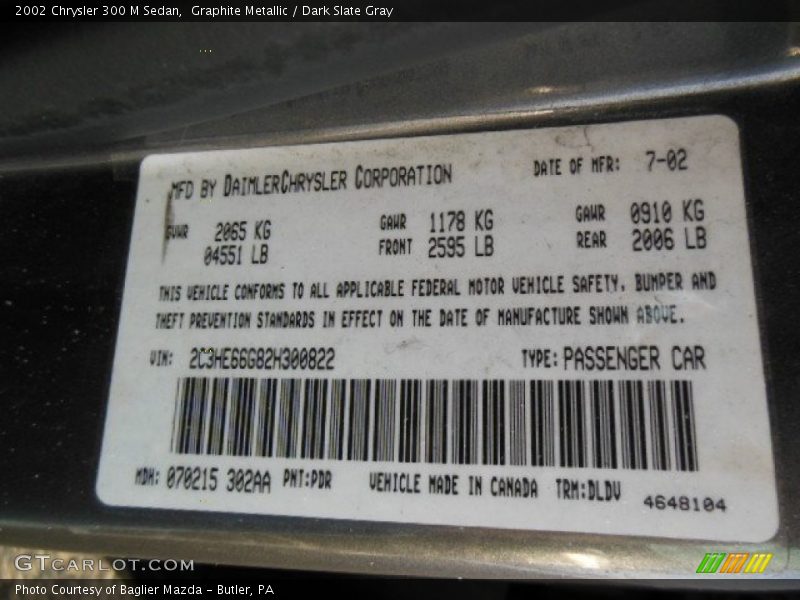 2002 Chrysler 300 M Sedan, Graphite Metallic / Dark Slate Gray
MFD BY DAIMLERCHRYSLER CORPORATION DATE OF MFR: 7-02
GVWR 2065 KG GAWR 1178 KG GAWR 0910 KG
04551 LB FRONT 2595 LB REAR 2006 LB
THIS VEHICLE CONFORMS TO ALL APPLICABLE FEDERAL MOTOR VEHICLE SAFETY, BUMPER AND
THEFT PREVENTION STANDARDS IN EFFECT ON THE DATE OF MANUFACTURE SHOWN ABOVE.
VIN: 2C3HE66G82H300822 TYPE: PASSENGER CAR
MDH: 070215 302AA PNT:PDR VEHICLE MADE IN CANADA TRM:DLDV
4648104
GTCARLOT.COM
Photo Courtesy of Baglier Mazda - Butler, PA